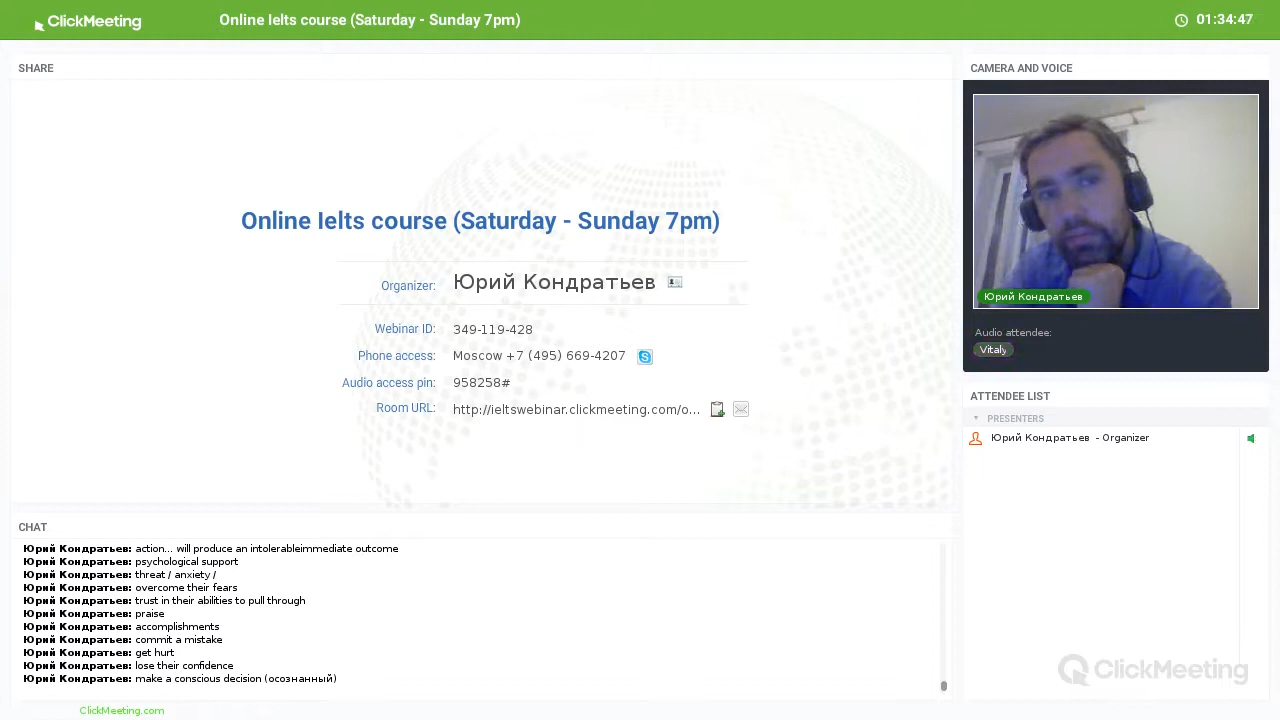 ClickMeeting
Online Ielts course (Saturday - Sunday 7pm)
01:34:47
SHARE
Online Ielts course (Saturday - Sunday 7pm)
Organizer: Юрий Кондратьев
Webinar ID: 349-119-428
Phone access: Moscow +7 (495) 669-4207
Audio access pin: 958258#
Room URL: http://ieltswebinar.clickmeeting.com/o...
CAMERA AND VOICE
Юрий Кондратьев
Audio attendee:
Vitaly
ATTENDEE LIST
PRESENTERS
Юрий Кондратьев - Organizer
ClickMeeting
CHAT
Юрий Кондратьев: action... will produce an intolerableimmediate outcome
Юрий Кондратьев: psychological support
Юрий Кондратьев: threat / anxiety /
Юрий Кондратьев: overcome their fears
Юрий Кондратьев: trust in their abilities to pull through
Юрий Кондратьев: praise
Юрий Кондратьев: accomplishments
Юрий Кондратьев: commit a mistake
Юрий Кондратьев: get hurt
Юрий Кондратьев: lose their confidence
Юрий Кондратьев: make a conscious decision (осознанный)
ClickMeeting.com